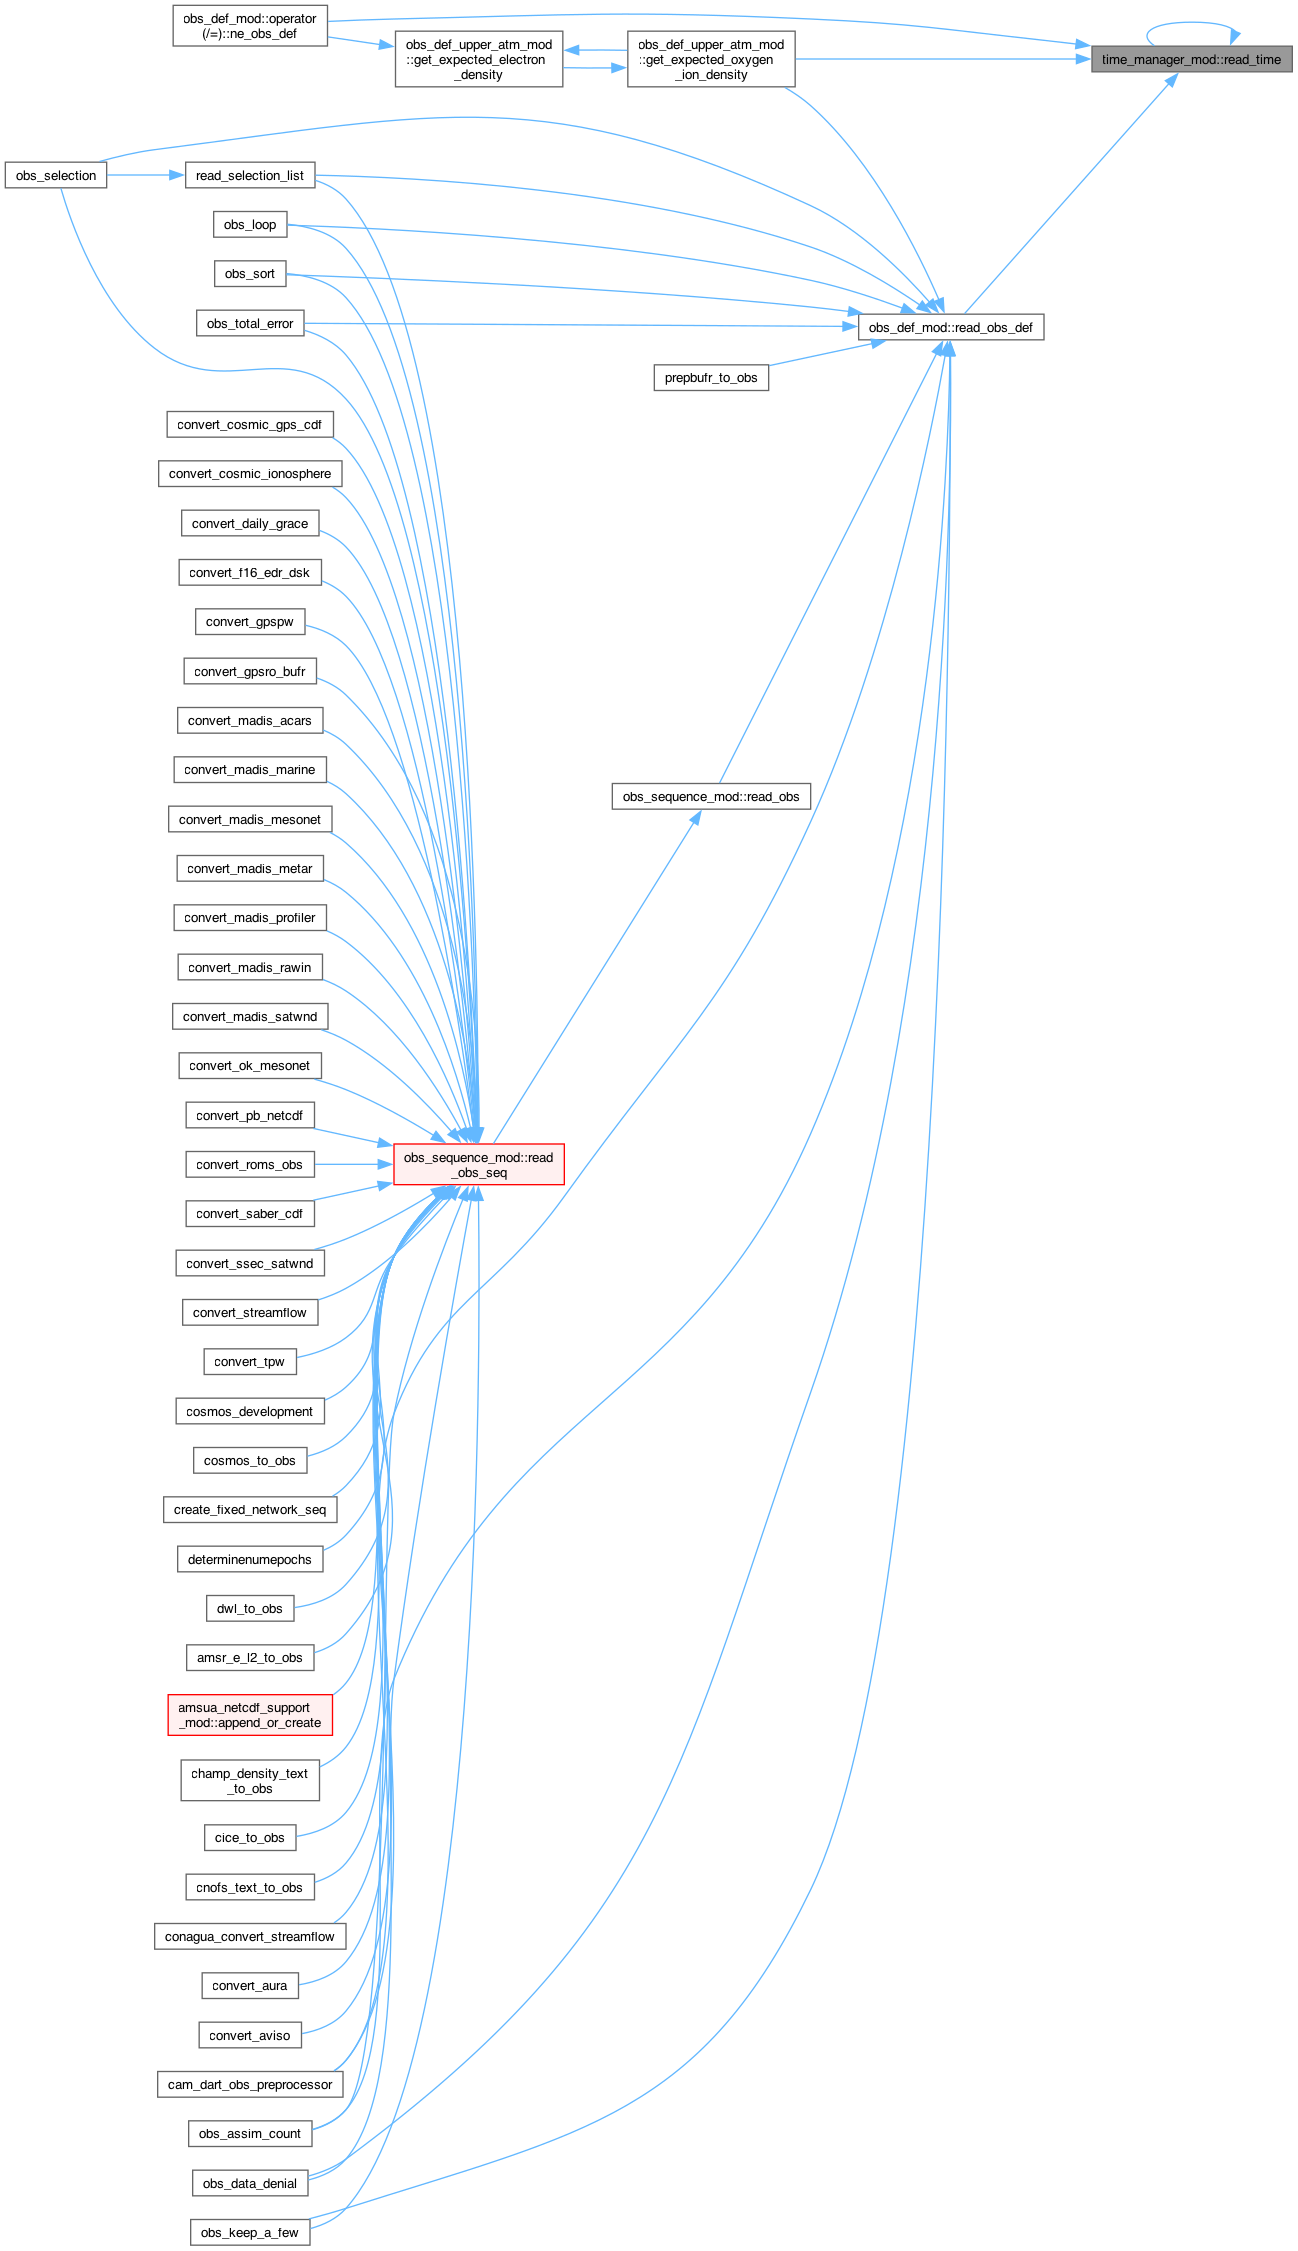 obs_def_mod::operator
(/=)::ne_obs_def
obs_def_upper_atm_mod
::get_expected_electron
_density
obs_def_upper_atm_mod
::get_expected_oxygen
_ion_density
time_manager_mod::read_time
obs_selection
read_selection_list
obs_loop
obs_sort
obs_total_error
obs_def_mod::read_obs_def
prepbufr_to_obs
convert_cosmic_gps_cdf
convert_cosmic_ionosphere
convert_daily_grace
convert_f16_edr_dsk
convert_gpspw
convert_gpsro_bufr
convert_madis_acars
convert_madis_marine
obs_sequence_mod::read_obs
convert_madis_mesonet
convert_madis_metar
convert_madis_profiler
convert_madis_rawin
convert_madis_satwnd
convert_ok_mesonet
convert_pb_netcdf
obs_sequence_mod::read
_obs_seq
convert_roms_obs
convert_saber_cdf
convert_ssec_satwnd
convert_streamflow
convert_tpw
cosmos_development
cosmos_to_obs
create_fixed_network_seq
determinenumepochs
dwl_to_obs
amsr_e_l2_to_obs
amsua_netcdf_support
_mod::append_or_create
champ_density_text
_to_obs
cice_to_obs
cnofs_text_to_obs
conagua_convert_streamflow
convert_aura
convert_aviso
cam_dart_obs_preprocessor
obs_assim_count
obs_data_denial
obs_keep_a_few